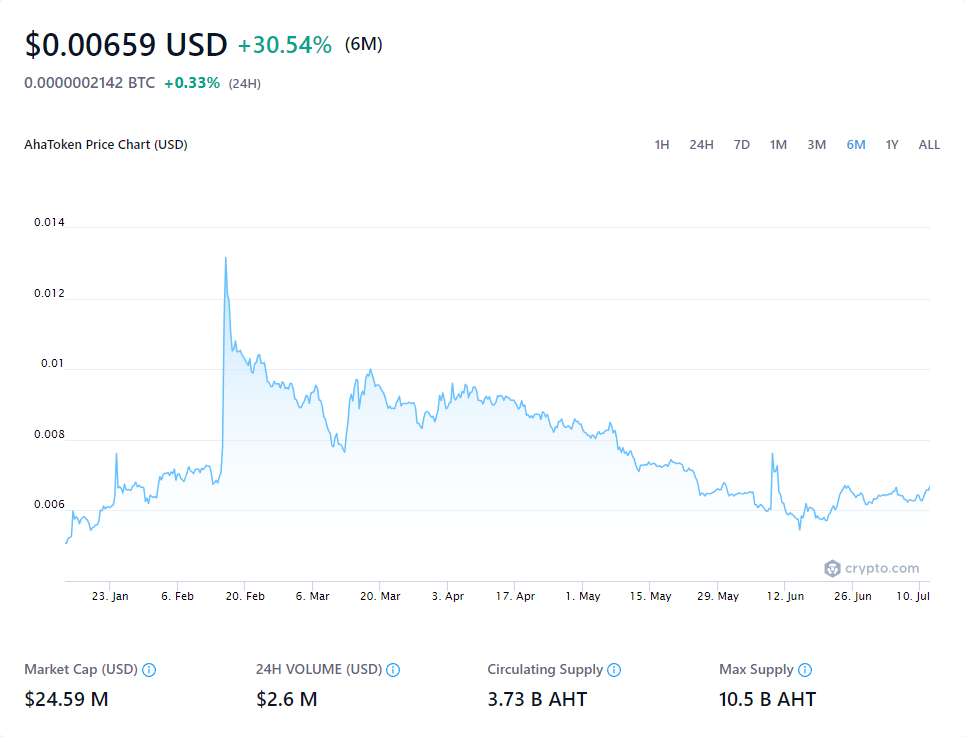 $0.00659 USD +30.54% (6M)
0.0000002142 BTC +0.33% (24H)
AhaToken Price Chart (USD)
1H 24H 7D 1M 3M 6M 1Y ALL
0.014
0.012
0.01
0.008
0.006
crypto.com
23. Jan 6. Feb 20. Feb 6. Mar 20. Mar 3. Apr 17. Apr 1. May 15. May 29. May 12. Jun 26. Jun 10. Jul
Market Cap (USD) 24H VOLUME (USD) Circulating Supply Max Supply
$24.59 M $2.6 M 3.73 B AHT 10.5 B AHT